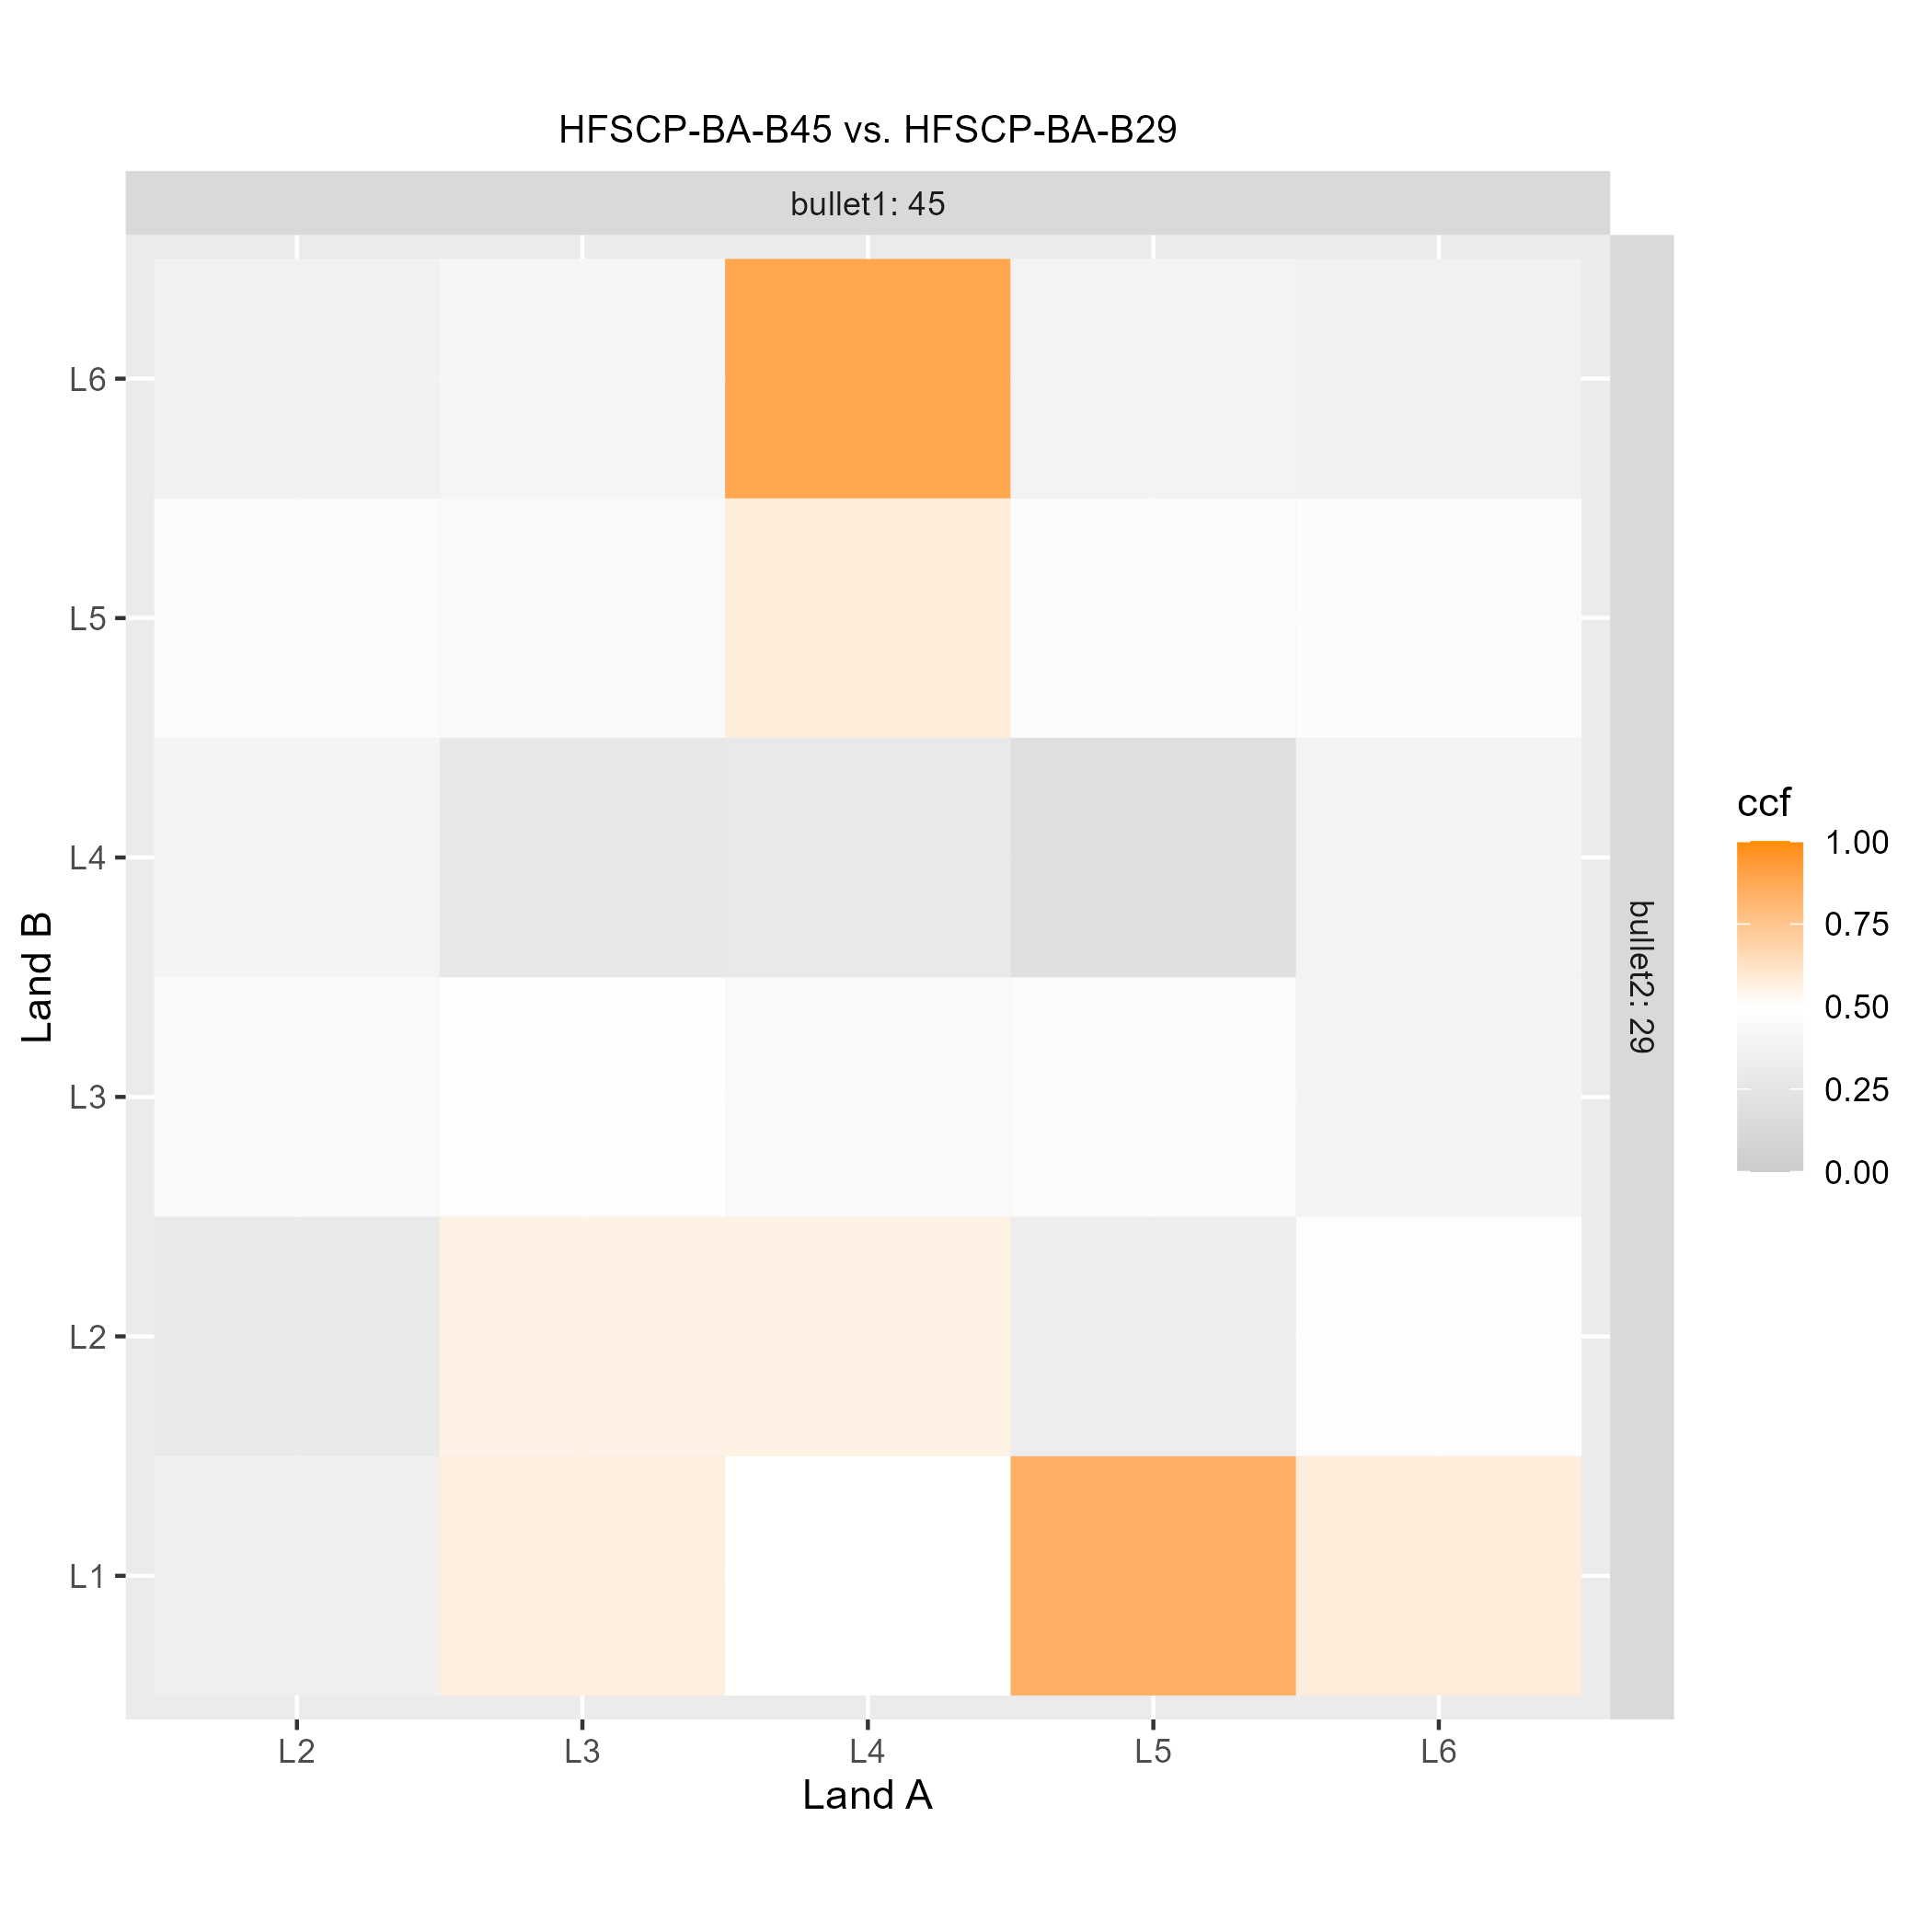 HFSCP-BA-B45 vs. HFSCP-BA-B29
bullet1: 45
L6
L5
L4
L3
L2
L1
Land B
bullet2: 29
ccf
1.00
0.75
0.50
0.25
0.00
L2
L3
L4
L5
L6
Land A